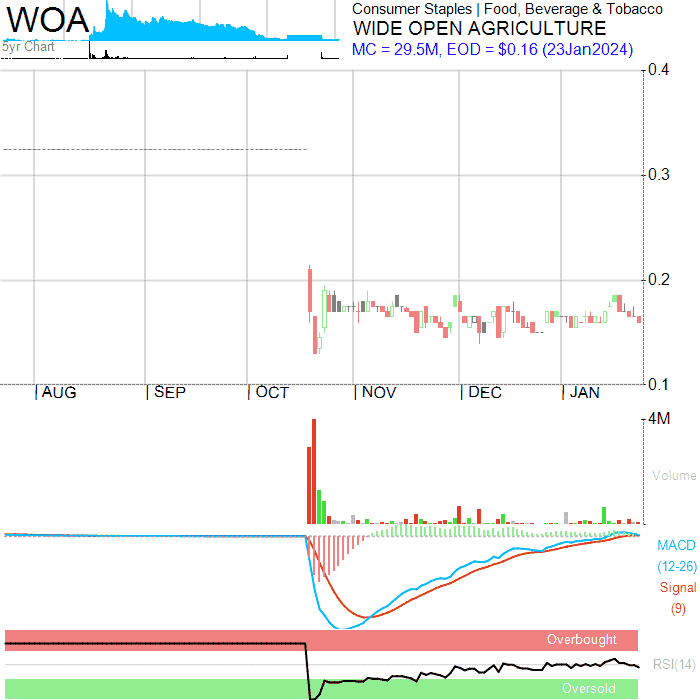 WOA
5yr Chart
Consumer Staples | Food, Beverage & Tobacco
WIDE OPEN AGRICULTURE
MC = 29.5M, EOD = $0.16 (23Jan2024)
0.4
0.3
0.2
0.1
AUG SEP OCT NOV DEC JAN
4M
Volume
MACD
(12-26)
Signal
(9)
Overbought
RSI(14)
Oversold